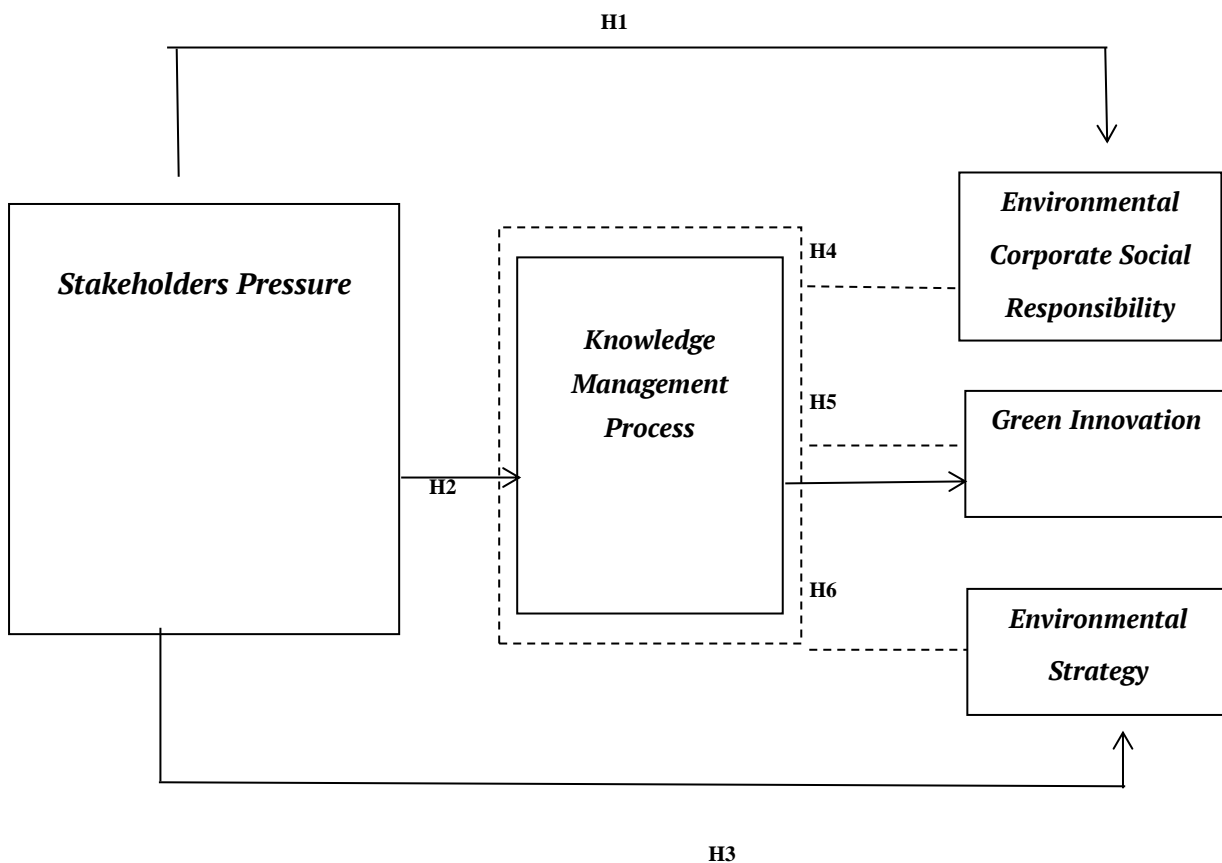 H1
Environmental
Corporate Social
Responsibility
H4
Stakeholders Pressure
Knowledge
Management
Process
H5
Green Innovation
H2
H6
Environmental
Strategy
H3